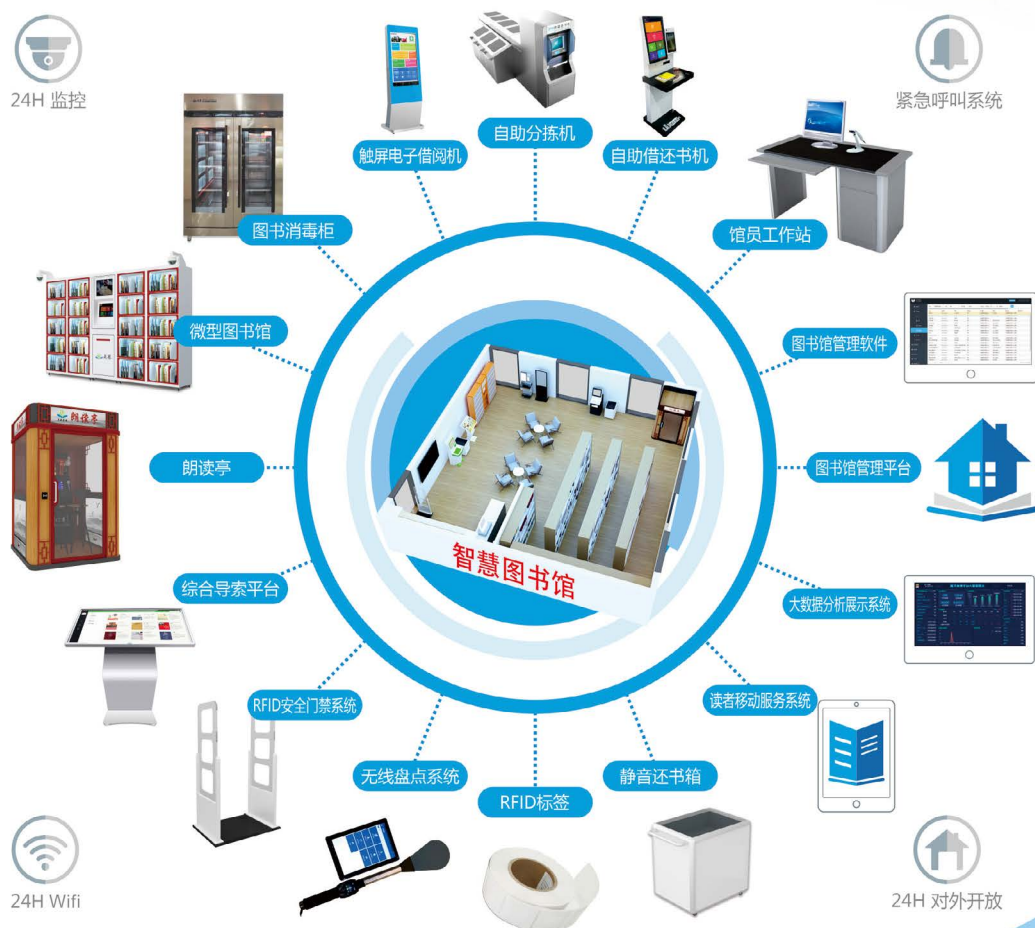 24H 监控
紧急呼叫系统
触屏电子借阅机
自助分拣机
自助借还书机
图书消毒柜
馆员工作站
微型图书馆
图书馆管理软件
朗读亭
朗读亭
图书馆管理平台
智慧图书馆
综合导索平台
大数据分析展示系统
RFID安全门禁系统
读者移动服务系统
无线盘点系统
静音还书箱
RFID标签
24H Wifi
24H 对外开放